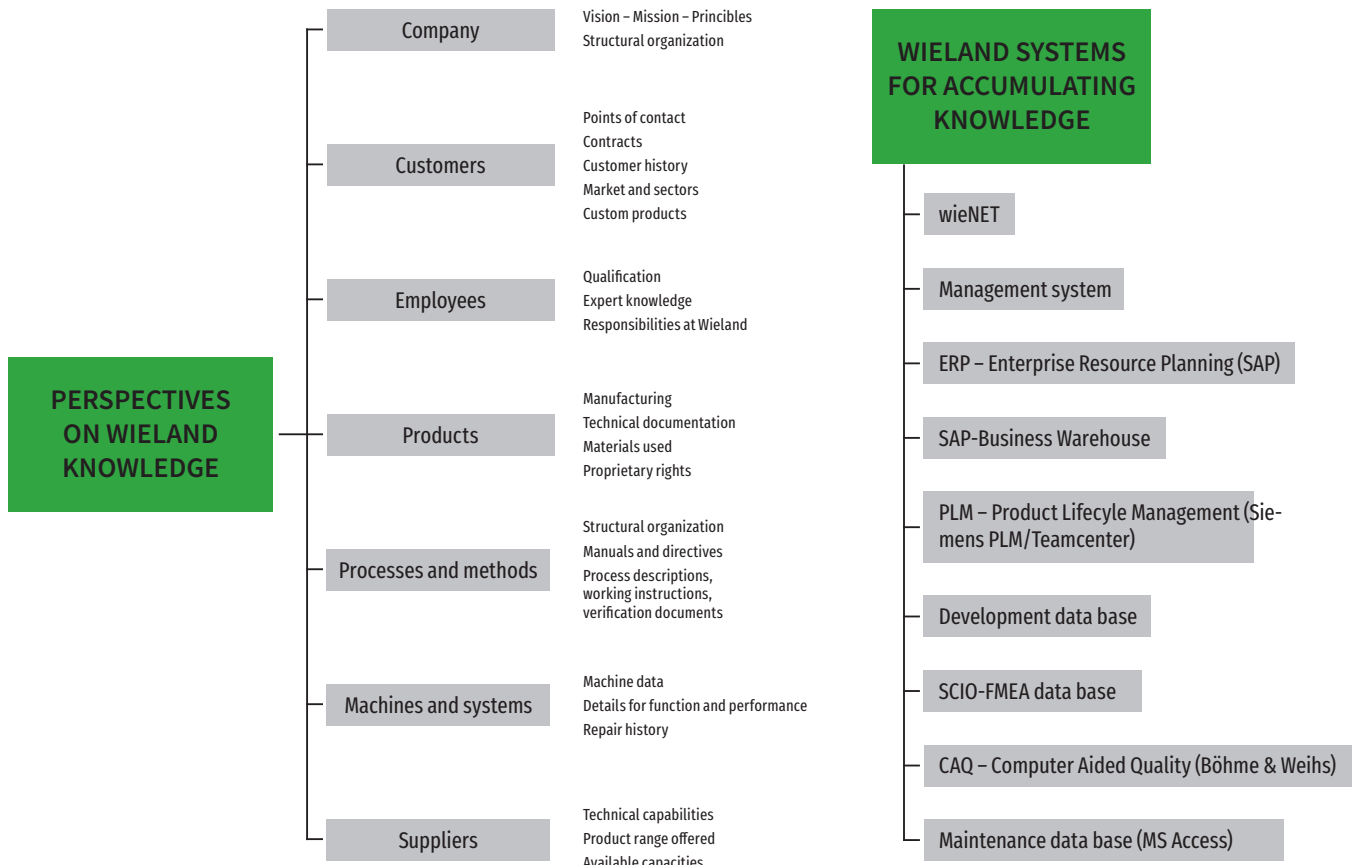 PERSPECTIVES
ON WIELAND
KNOWLEDGE
Company
Vision – Mission – Princibles
Structural organization
Customers
Points of contact
Contracts
Customer history
Market and sectors
Custom products
Employees
Qualification
Expert knowledge
Responsibilities at Wieland
Products
Manufacturing
Technical documentation
Materials used
Proprietary rights
Processes and methods
Structural organization
Manuals and directives
Process descriptions,
working instructions,
verification documents
Machines and systems
Machine data
Details for function and performance
Repair history
Suppliers
Technical capabilities
Product range offered
Available capacities
WIELAND SYSTEMS
FOR ACCUMULATING
KNOWLEDGE
wieNET
Management system
ERP – Enterprise Resource Planning (SAP)
SAP-Business Warehouse
PLM – Product Lifecyle Management (Sie-
mens PLM/Teamcenter)
Development data base
SCIO-FMEA data base
CAQ – Computer Aided Quality (Böhme & Weihs)
Maintenance data base (MS Access)